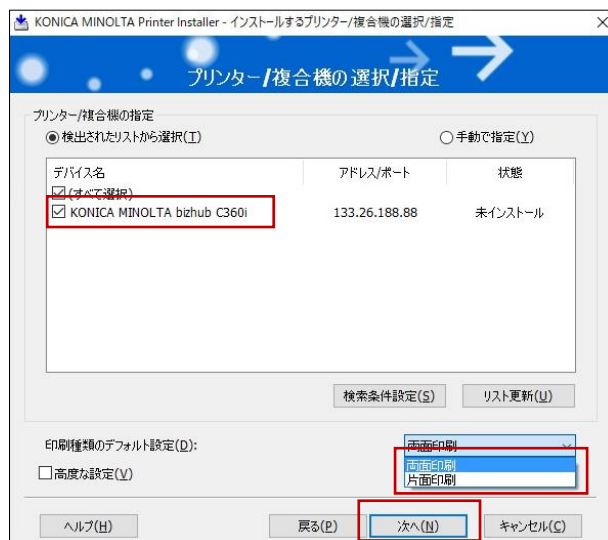 KONICA MINOLTA Printer Installer - インストールするプリンター/複合機の選択/指定
プリンター/複合機の選択/指定
プリンター/複合機の指定
検出されたリストから選択(T)
手動で指定(Y)
デバイス名 アドレス/ポート 状態
(すべて選択)
KONICA MINOLTA bizhub C360i 133.26.188.88 未インストール
検索条件設定(S) リスト更新(U)
印刷種類のデフォルト設定(D): 両面印刷
両面印刷
片面印刷
高度な設定(V)
ヘルプ(H) 戻る(P) 次へ(N) キャンセル(C)